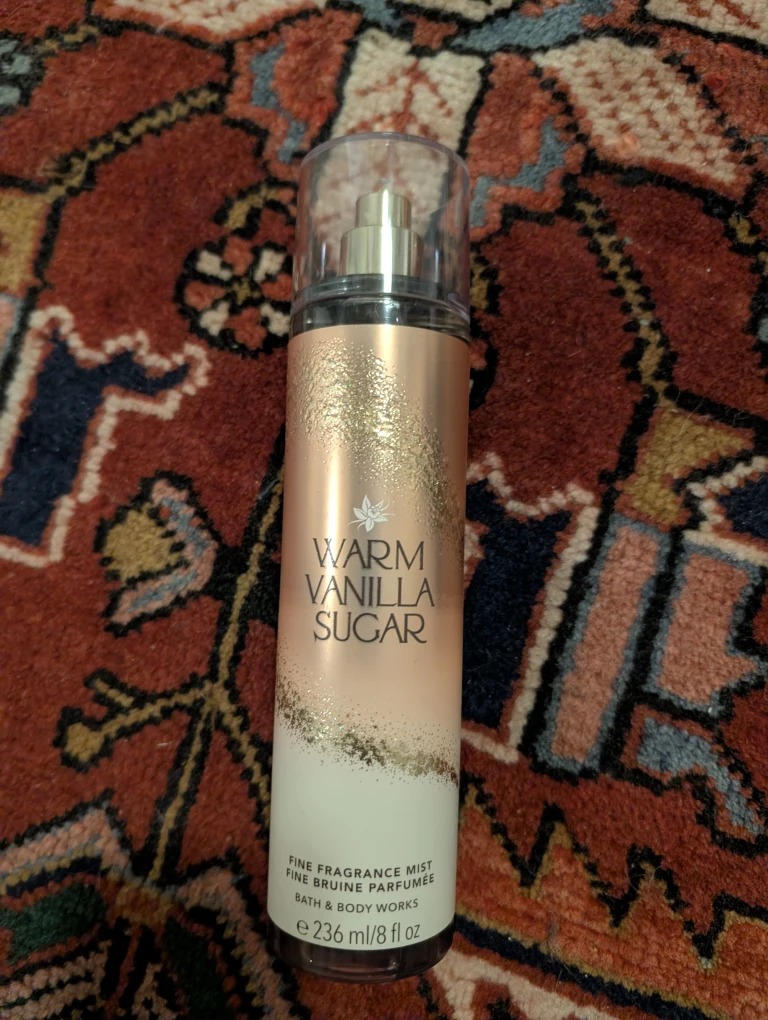 WARM
VANILLA
SUGAR
FINE FRAGRANCE MIST
FINE BRUINE PARFUMÉE
BATH & BODY WORKS
℮ 236 ml/8 fl oz